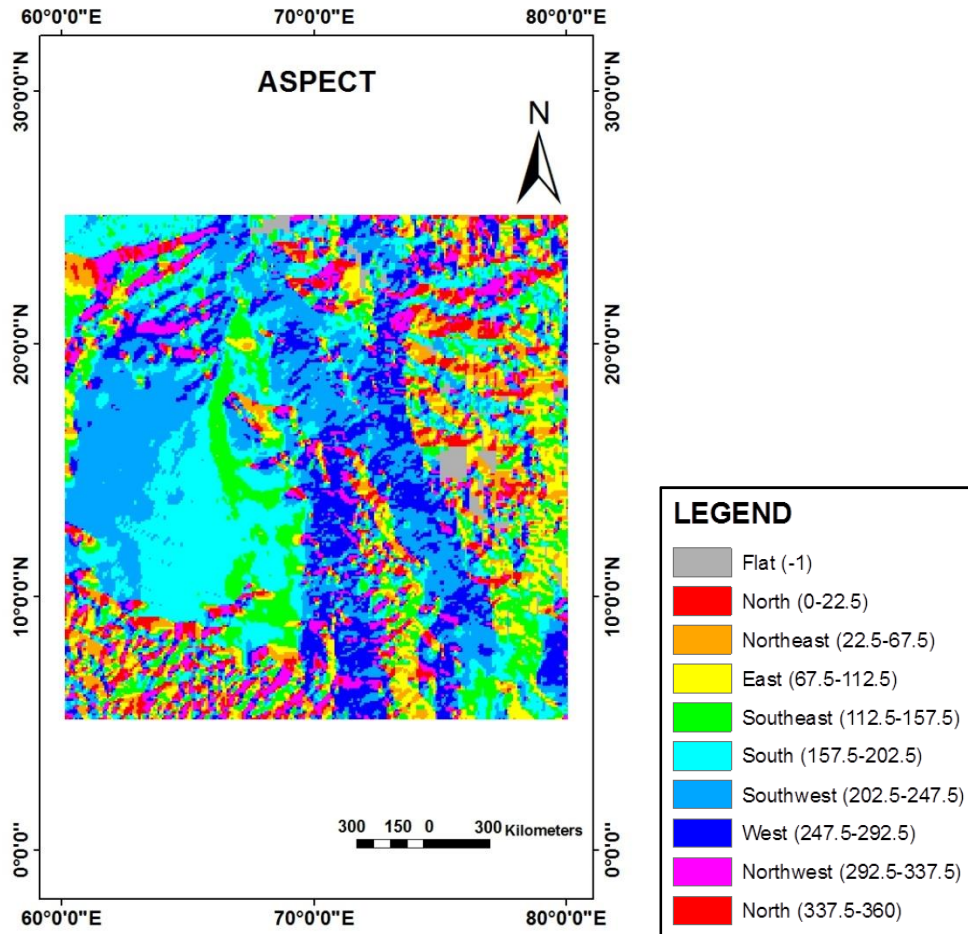 60°0'0"E 70°0'0"E 80°0'0"E
30°0'0"N 30°0'0"N
ASPECT
N
20°0'0"N 20°0'0"N
10°0'0"N 10°0'0"N
0°0'0" 0°0'0"
300 150 0 300 Kilometers
60°0'0"E 70°0'0"E 80°0'0"E
LEGEND
Flat (-1)
North (0-22.5)
Northeast (22.5-67.5)
East (67.5-112.5)
Southeast (112.5-157.5)
South (157.5-202.5)
Southwest (202.5-247.5)
West (247.5-292.5)
Northwest (292.5-337.5)
North (337.5-360)